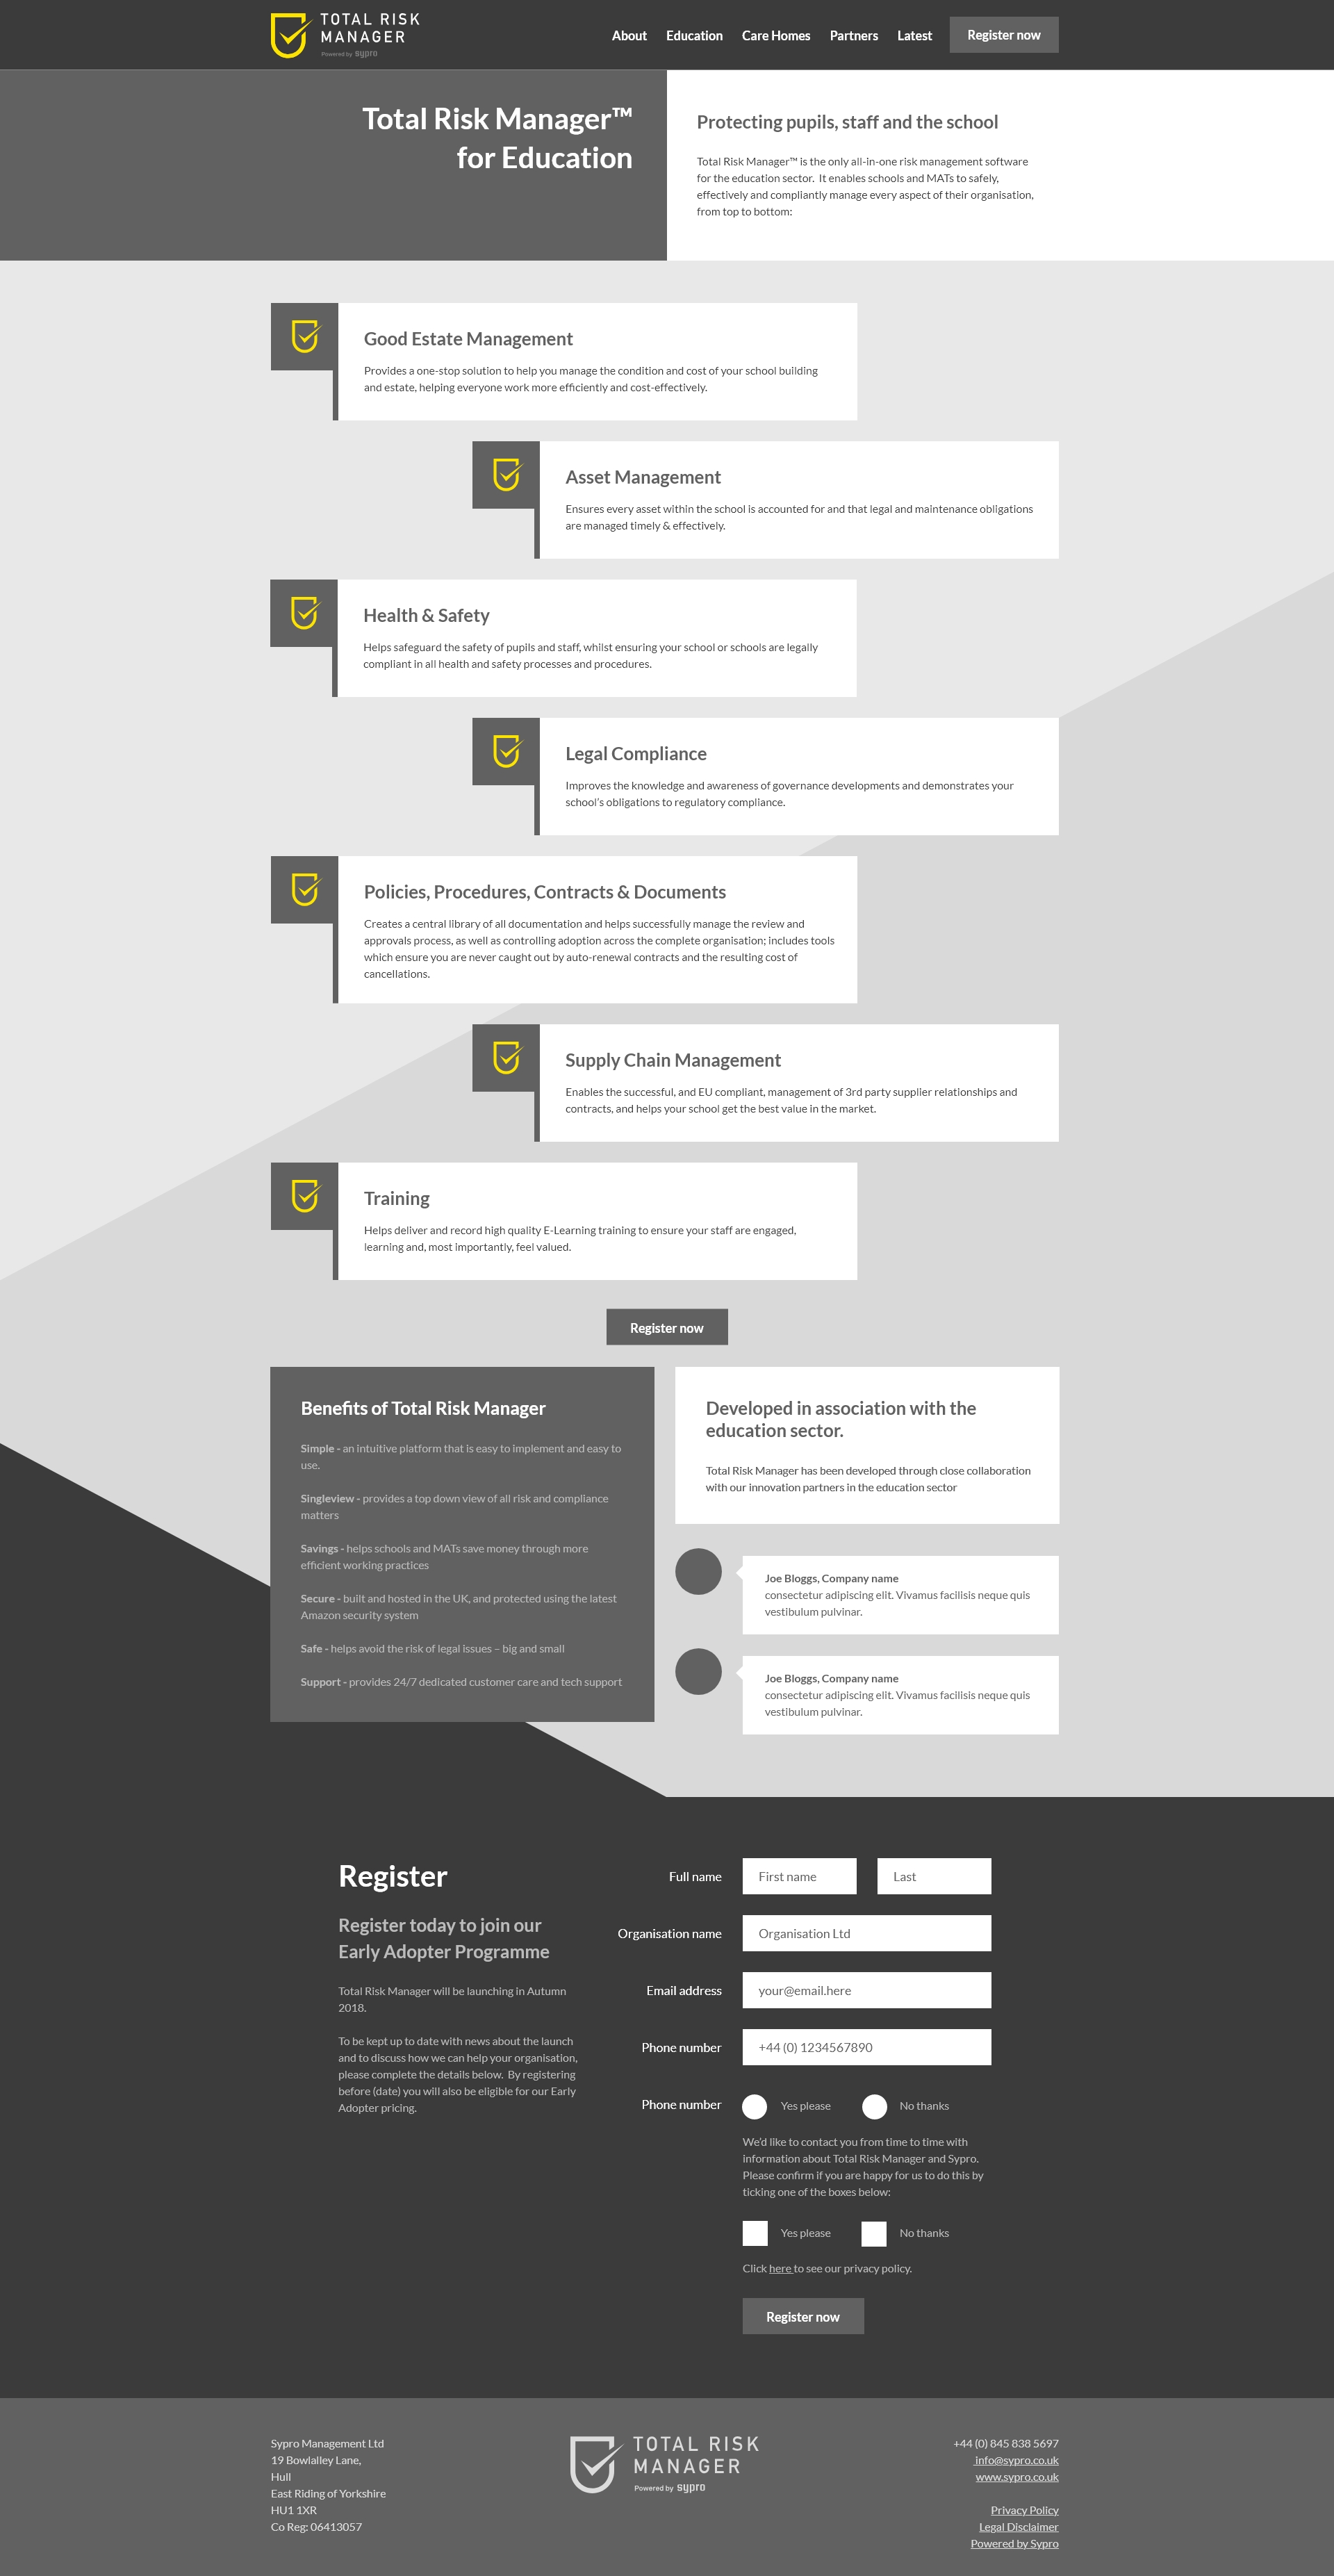 TOTAL RISK
MANAGER
Powered by sypro
About Education Care Homes Partners Latest Register now
Total Risk Manager™
for Education
Protecting pupils, staff and the school
Total Risk Manager™ is the only all-in-one risk management software
for the education sector. It enables schools and MATs to safely,
effectively and compliantly manage every aspect of their organisation,
from top to bottom:
Good Estate Management
Provides a one-stop solution to help you manage the condition and cost of your school building
and estate, helping everyone work more efficiently and cost-effectively.
Asset Management
Ensures every asset within the school is accounted for and that legal and maintenance obligations
are managed timely & effectively.
Health & Safety
Helps safeguard the safety of pupils and staff, whilst ensuring your school or schools are legally
compliant in all health and safety processes and procedures.
Legal Compliance
Improves the knowledge and awareness of governance developments and demonstrates your
school's obligations to regulatory compliance.
Policies, Procedures, Contracts & Documents
Creates a central library of all documentation and helps successfully manage the review and
approvals process, as well as controlling adoption across the complete organisation; includes tools
which ensure you are never caught out by auto-renewal contracts and the resulting cost of
cancellations.
Supply Chain Management
Enables the successful, and EU compliant, management of 3rd party supplier relationships and
contracts, and helps your school get the best value in the market.
Training
Helps deliver and record high quality E-Learning training to ensure your staff are engaged,
learning and, most importantly, feel valued.
Register now
Benefits of Total Risk Manager
Simple - an intuitive platform that is easy to implement and easy to
use.
Singleview - provides a top down view of all risk and compliance
matters
Savings - helps schools and MATs save money through more
efficient working practices
Secure - built and hosted in the UK, and protected using the latest
Amazon security system
Safe - helps avoid the risk of legal issues – big and small
Support - provides 24/7 dedicated customer care and tech support
Developed in association with the
education sector.
Total Risk Manager has been developed through close collaboration
with our innovation partners in the education sector
Joe Bloggs, Company name
consectetur adipiscing elit. Vivamus facilisis neque quis
vestibulum pulvinar.
Joe Bloggs, Company name
consectetur adipiscing elit. Vivamus facilisis neque quis
vestibulum pulvinar.
Register
Register today to join our
Early Adopter Programme
Total Risk Manager will be launching in Autumn
2018.
To be kept up to date with news about the launch
and to discuss how we can help your organisation,
please complete the details below. By registering
before (date) you will also be eligible for our Early
Adopter pricing.
Full name First name Last
Organisation name Organisation Ltd
Email address your@email.here
Phone number +44 (0) 1234567890
Phone number Yes please No thanks
We'd like to contact you from time to time with
information about Total Risk Manager and Sypro.
Please confirm if you are happy for us to do this by
ticking one of the boxes below:
Yes please No thanks
Click here to see our privacy policy.
Register now
Sypro Management Ltd
19 Bowlalley Lane,
Hull
East Riding of Yorkshire
HU1 1XR
Co Reg: 06413057
TOTAL RISK
MANAGER
Powered by sypro
+44 (0) 845 838 5697
info@sypro.co.uk
www.sypro.co.uk
Privacy Policy
Legal Disclaimer
Powered by Sypro